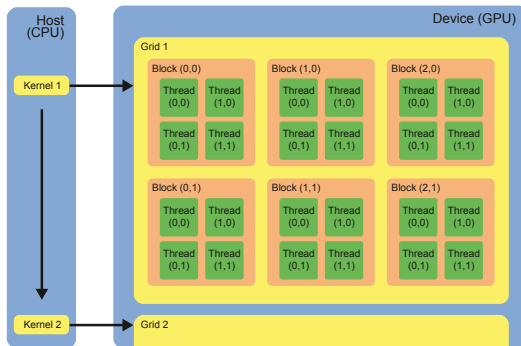 Host
(CPU)
Device (GPU)
Grid 1
Kernel 1
Block (0,0)
Block (1,0)
Block (2,0)
Thread
(0,0)
Thread
(1,0)
Thread
(0,0)
Thread
(1,0)
Thread
(0,0)
Thread
(1,0)
Thread
(0,1)
Thread
(1,1)
Thread
(0,1)
Thread
(1,1)
Thread
(0,1)
Thread
(1,1)
Block (0,1)
Block (1,1)
Block (2,1)
Thread
(0,0)
Thread
(1,0)
Thread
(0,0)
Thread
(1,0)
Thread
(0,0)
Thread
(1,0)
Thread
(0,1)
Thread
(1,1)
Thread
(0,1)
Thread
(1,1)
Thread
(0,1)
Thread
(1,1)
Kernel 2
Grid 2